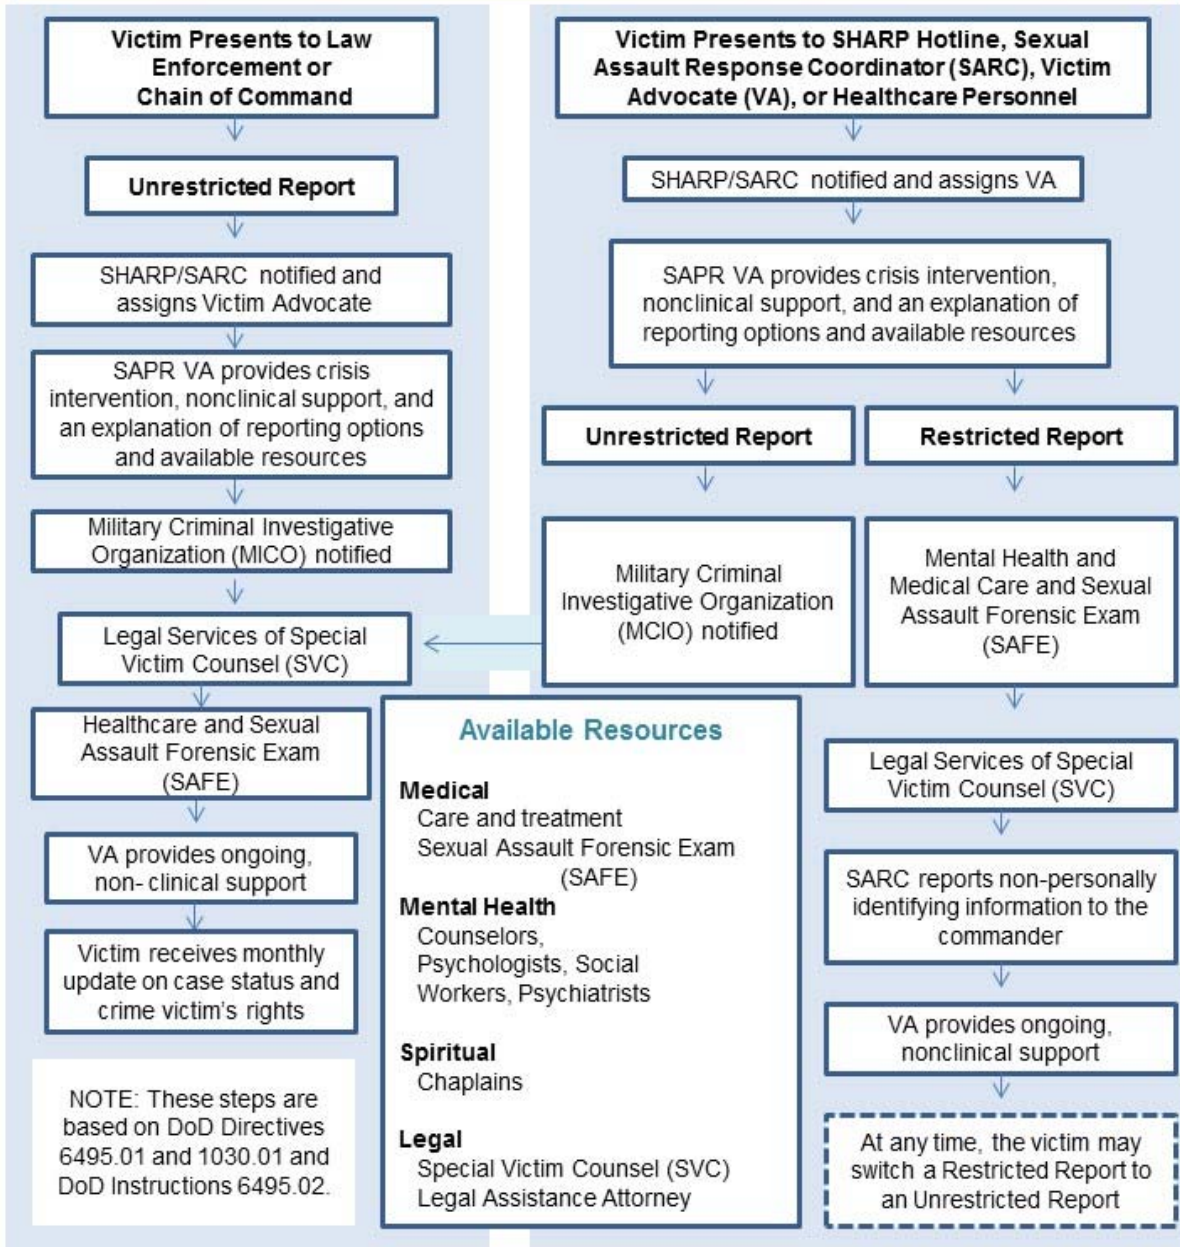 Victim Presents to Law
Enforcement or
Chain of Command
Unrestricted Report
SHARP/SARC notified and
assigns Victim Advocate
SAPR VA provides crisis
intervention, nonclinical support, and
an explanation of reporting options
and available resources
Military Criminal Investigative
Organization (MICO) notified
Legal Services of Special
Victim Counsel (SVC)
Healthcare and Sexual
Assault Forensic Exam
(SAFE)
VA provides ongoing,
non- clinical support
Victim receives monthly
update on case status and
crime victim's rights
NOTE: These steps are
based on DoD Directives
6495.01 and 1030.01 and
DoD Instructions 6495.02.
Victim Presents to SHARP Hotline, Sexual
Assault Response Coordinator (SARC), Victim
Advocate (VA), or Healthcare Personnel
SHARP/SARC notified and assigns VA
SAPR VA provides crisis intervention,
nonclinical support, and an explanation of
reporting options and available resources
Unrestricted Report
Military Criminal
Investigative Organization
(MCIO) notified
Restricted Report
Mental Health and
Medical Care and Sexual
Assault Forensic Exam
(SAFE)
Legal Services of Special
Victim Counsel (SVC)
SARC reports non-personally
identifying information to the
commander
VA provides ongoing,
nonclinical support
At any time, the victim may
switch a Restricted Report to
an Unrestricted Report
Available Resources
Medical
Care and treatment
Sexual Assault Forensic Exam
(SAFE)
Mental Health
Counselors,
Psychologists, Social
Workers, Psychiatrists
Spiritual
Chaplains
Legal
Special Victim Counsel (SVC)
Legal Assistance Attorney